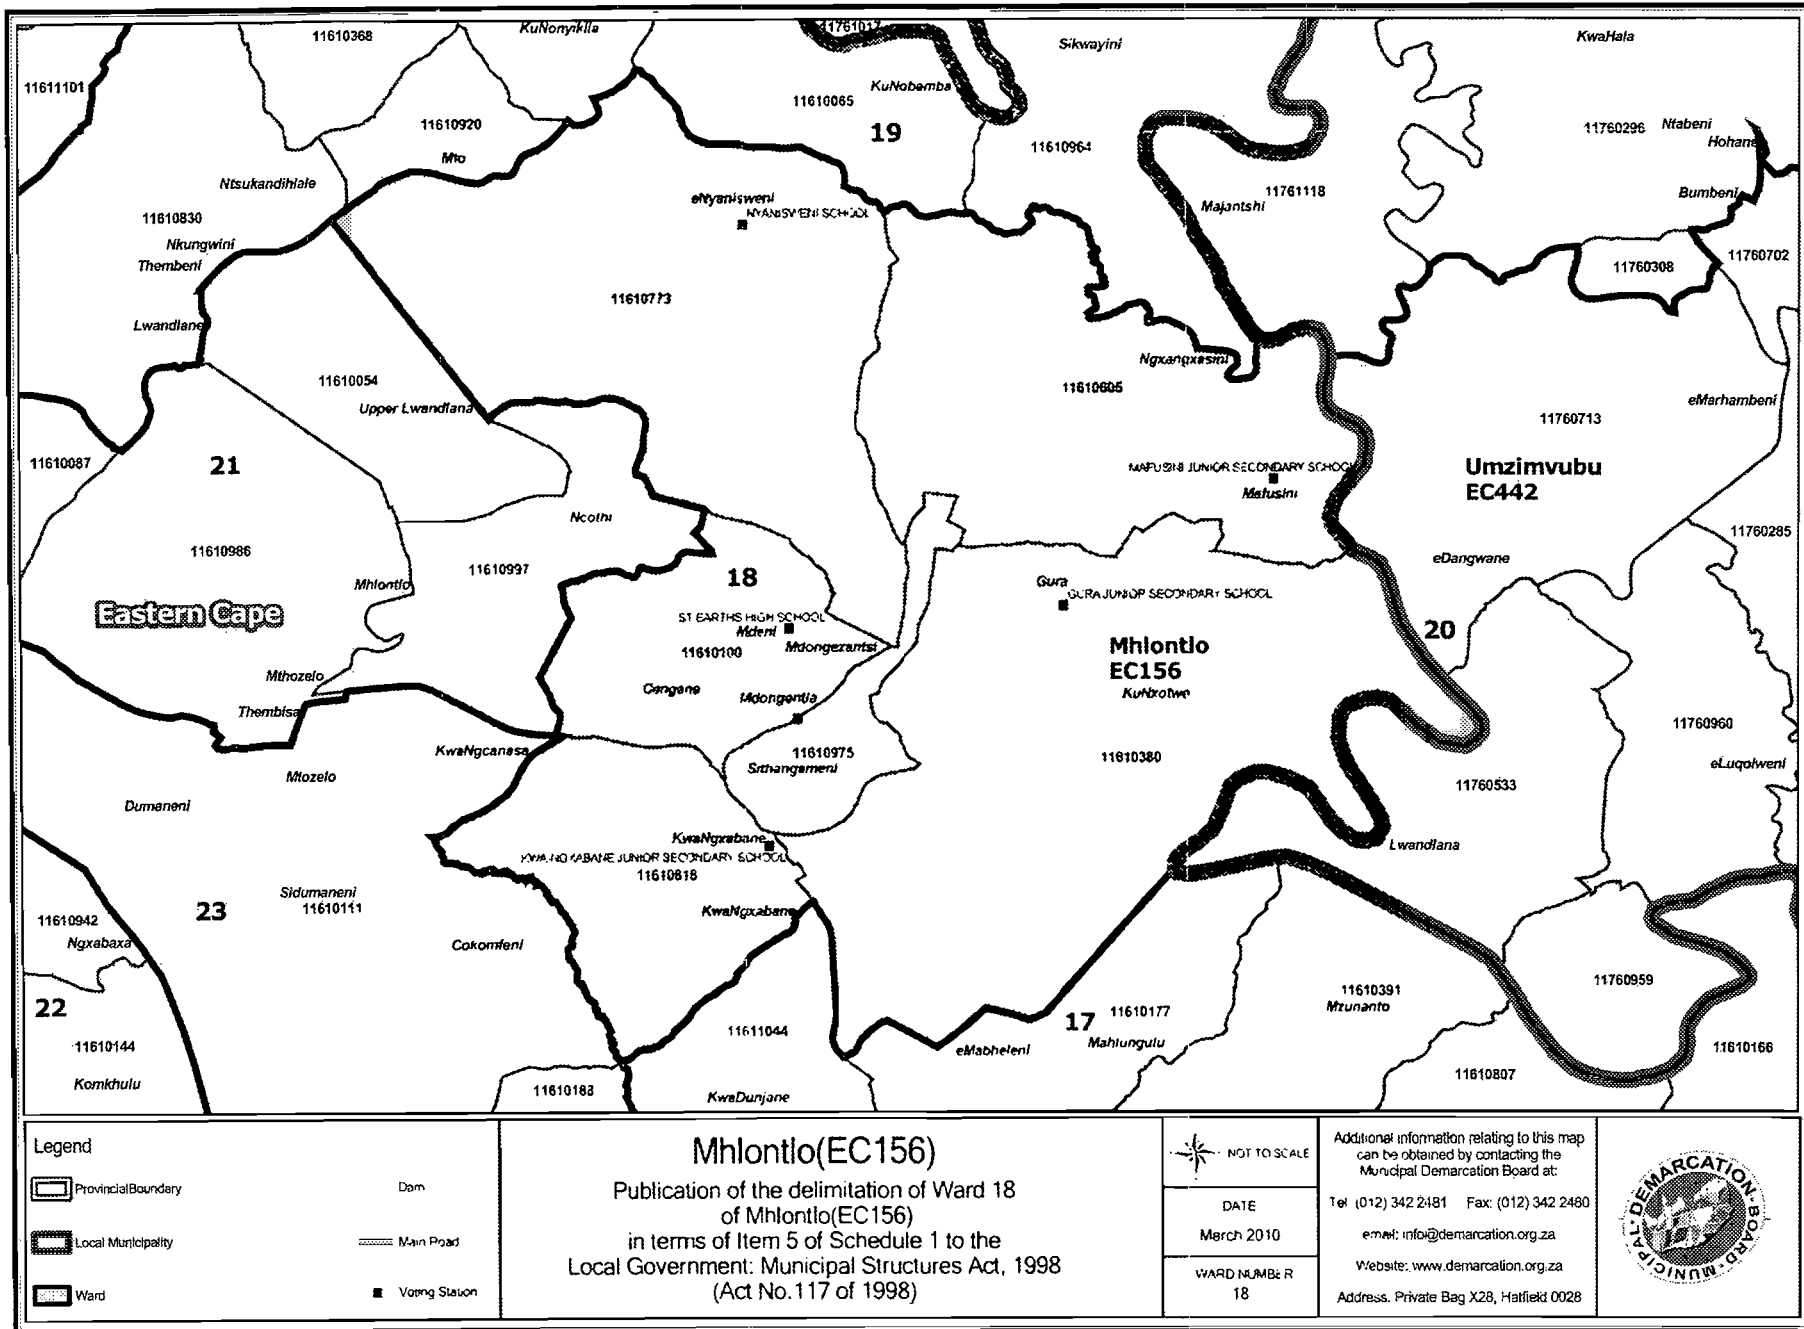 11761017
KuNonyikila
11610368
Sikwayini
KwaHala
11611101
11610065
KuNobamba
11610920
19
11760296
Ntabeni
Hohane
Mto
11610964
Ntsukandihlale
eNyanisweni
11761118
Bumbeni
11610830
NYANISWENI SCHOOL
Majantshi
Nkungwini
Thembeni
11760308
11760702
11610773
Lwandlane
Ngxangxasini
11610054
11610605
Upper Lwandlana
eMarhambeni
11760713
11610087
21
MAFUSINI JUNIOR SECONDARY SCHOOL
Mafusini
Umzimvubu
EC442
Ncothi
11760285
11610986
11610997
18
eDangwane
Mhlontlo
Gura
GURA JUNIOR SECONDARY SCHOOL
Eastern Cape
ST EARTHS HIGH SCHOOL
Mdeni
20
11610100
Mdongezantsi
Mhlontlo
EC156
Mthozelo
Cengane
Mdongentla
KuNxotwe
Thembisa
11760960
KwaNgcanasa
11610975
Sithangameni
11610380
eLuqolweni
Mtozelo
11760533
Dumaneni
KwaNgxabane
Lwandlana
KWA-NGXABANE JUNIOR SECONDARY SCHOOL
11610818
Sidumaneni
11610111
23
11610942
KwaNgxabane
Ngxabaxa
Cokomfeni
11760959
22
11610391
Mzunanto
11610177
17
11611044
Mahlungulu
11610144
eMabheleni
11610166
Komkhulu
11610183
11610807
KwaDunjane
Legend
ProvincialBoundary
Dam
Local Municipality
Main Road
Ward
Voting Station
Mhlontlo(EC156)
Publication of the delimitation of Ward 18
of Mhlontlo(EC156)
in terms of Item 5 of Schedule 1 to the
Local Government: Municipal Structures Act, 1998
(Act No.117 of 1998)
NOT TO SCALE
DATE
March 2010
WARD NUMBER
18
Additional information relating to this map
can be obtained by contacting the
Municipal Demarcation Board at:
Tel (012) 342 2481 Fax: (012) 342 2480
email: info@demarcation.org.za
Website: www.demarcation.org.za
Address. Private Bag X28, Hatfield 0028
MUNICIPAL DEMARCATION BOARD